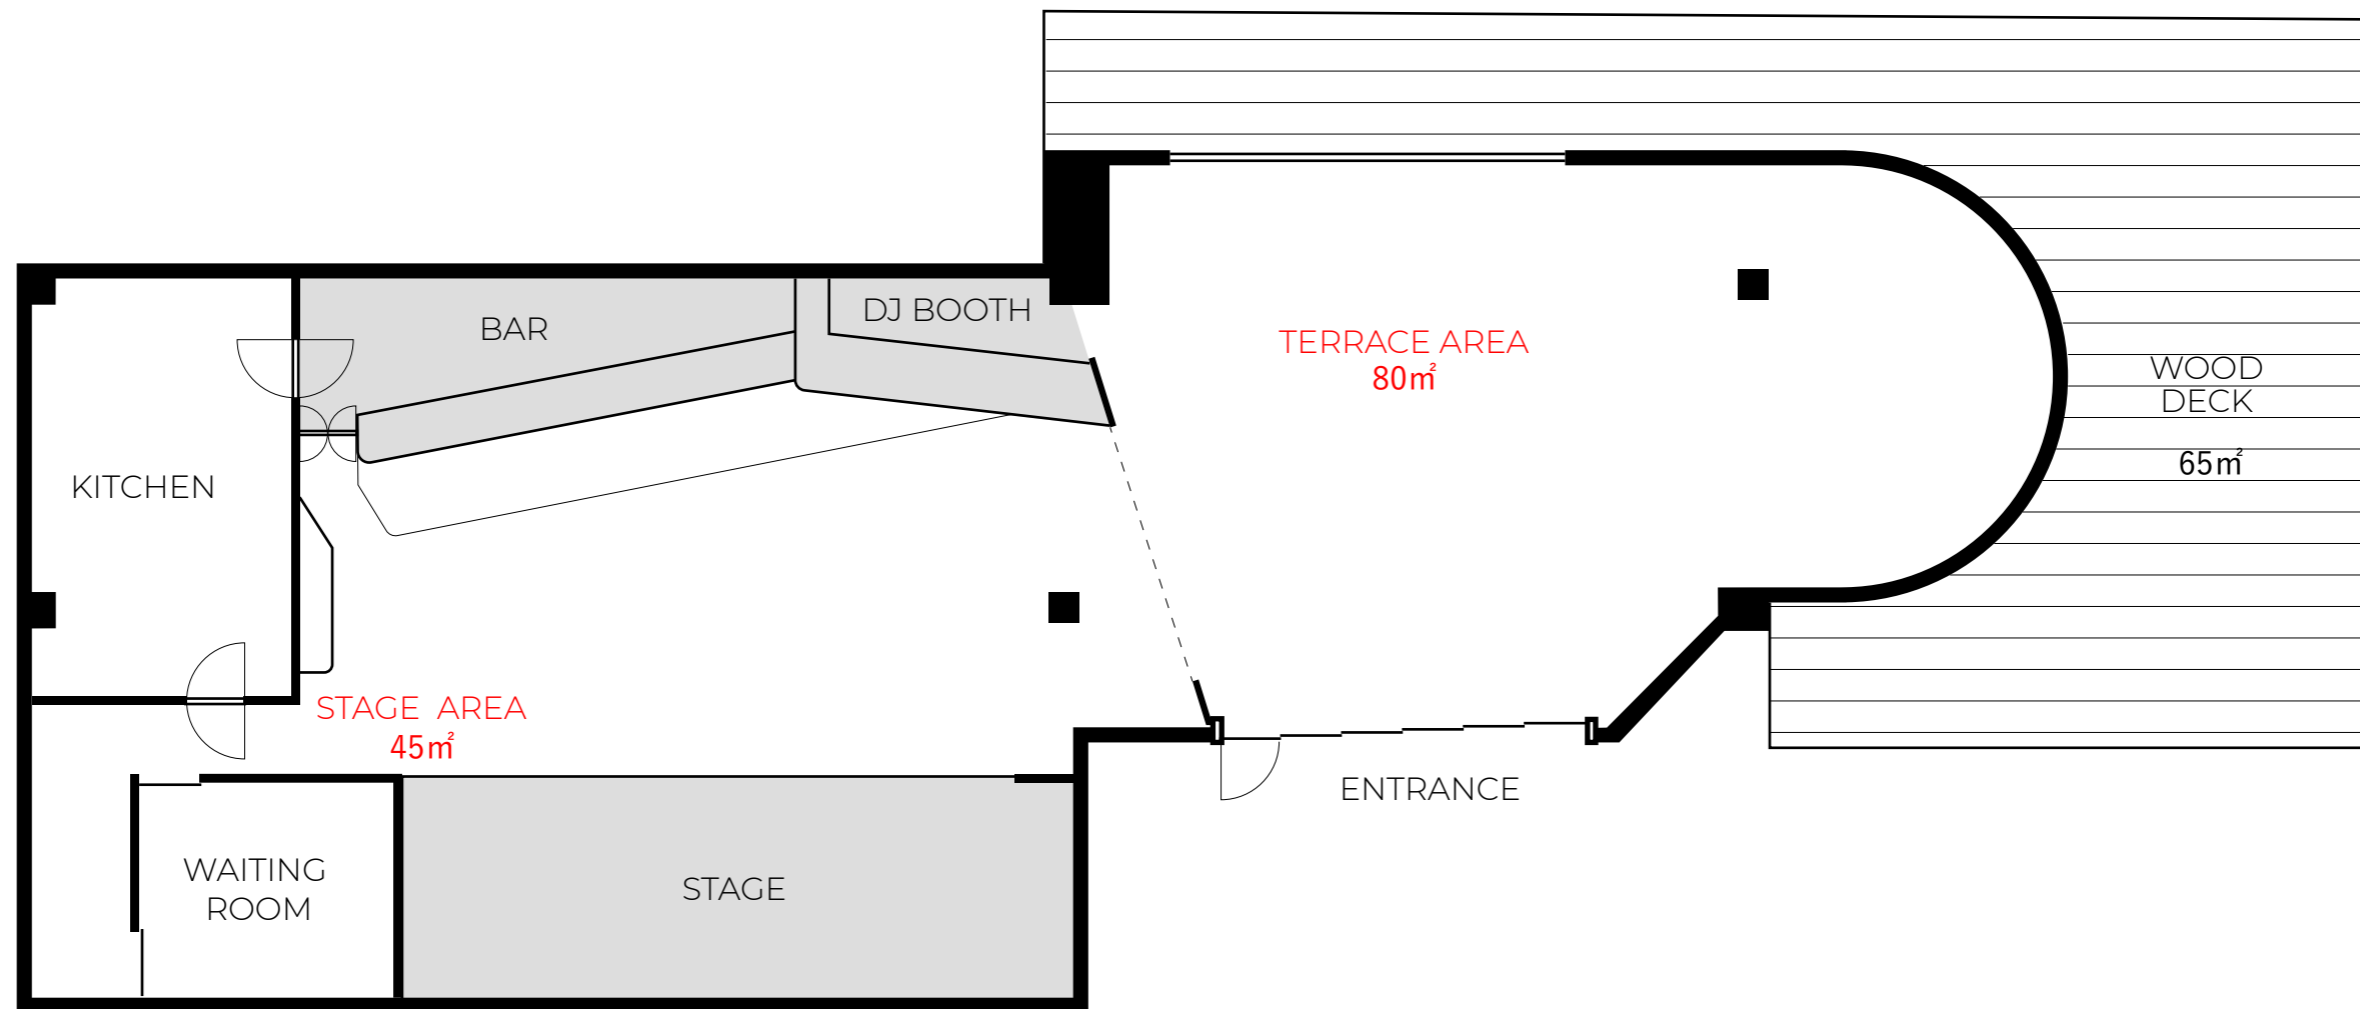 BAR
DJ BOOTH
TERRACE AREA
80㎡
WOOD
DECK
65㎡
KITCHEN
STAGE AREA
45㎡
ENTRANCE
WAITING
ROOM
STAGE